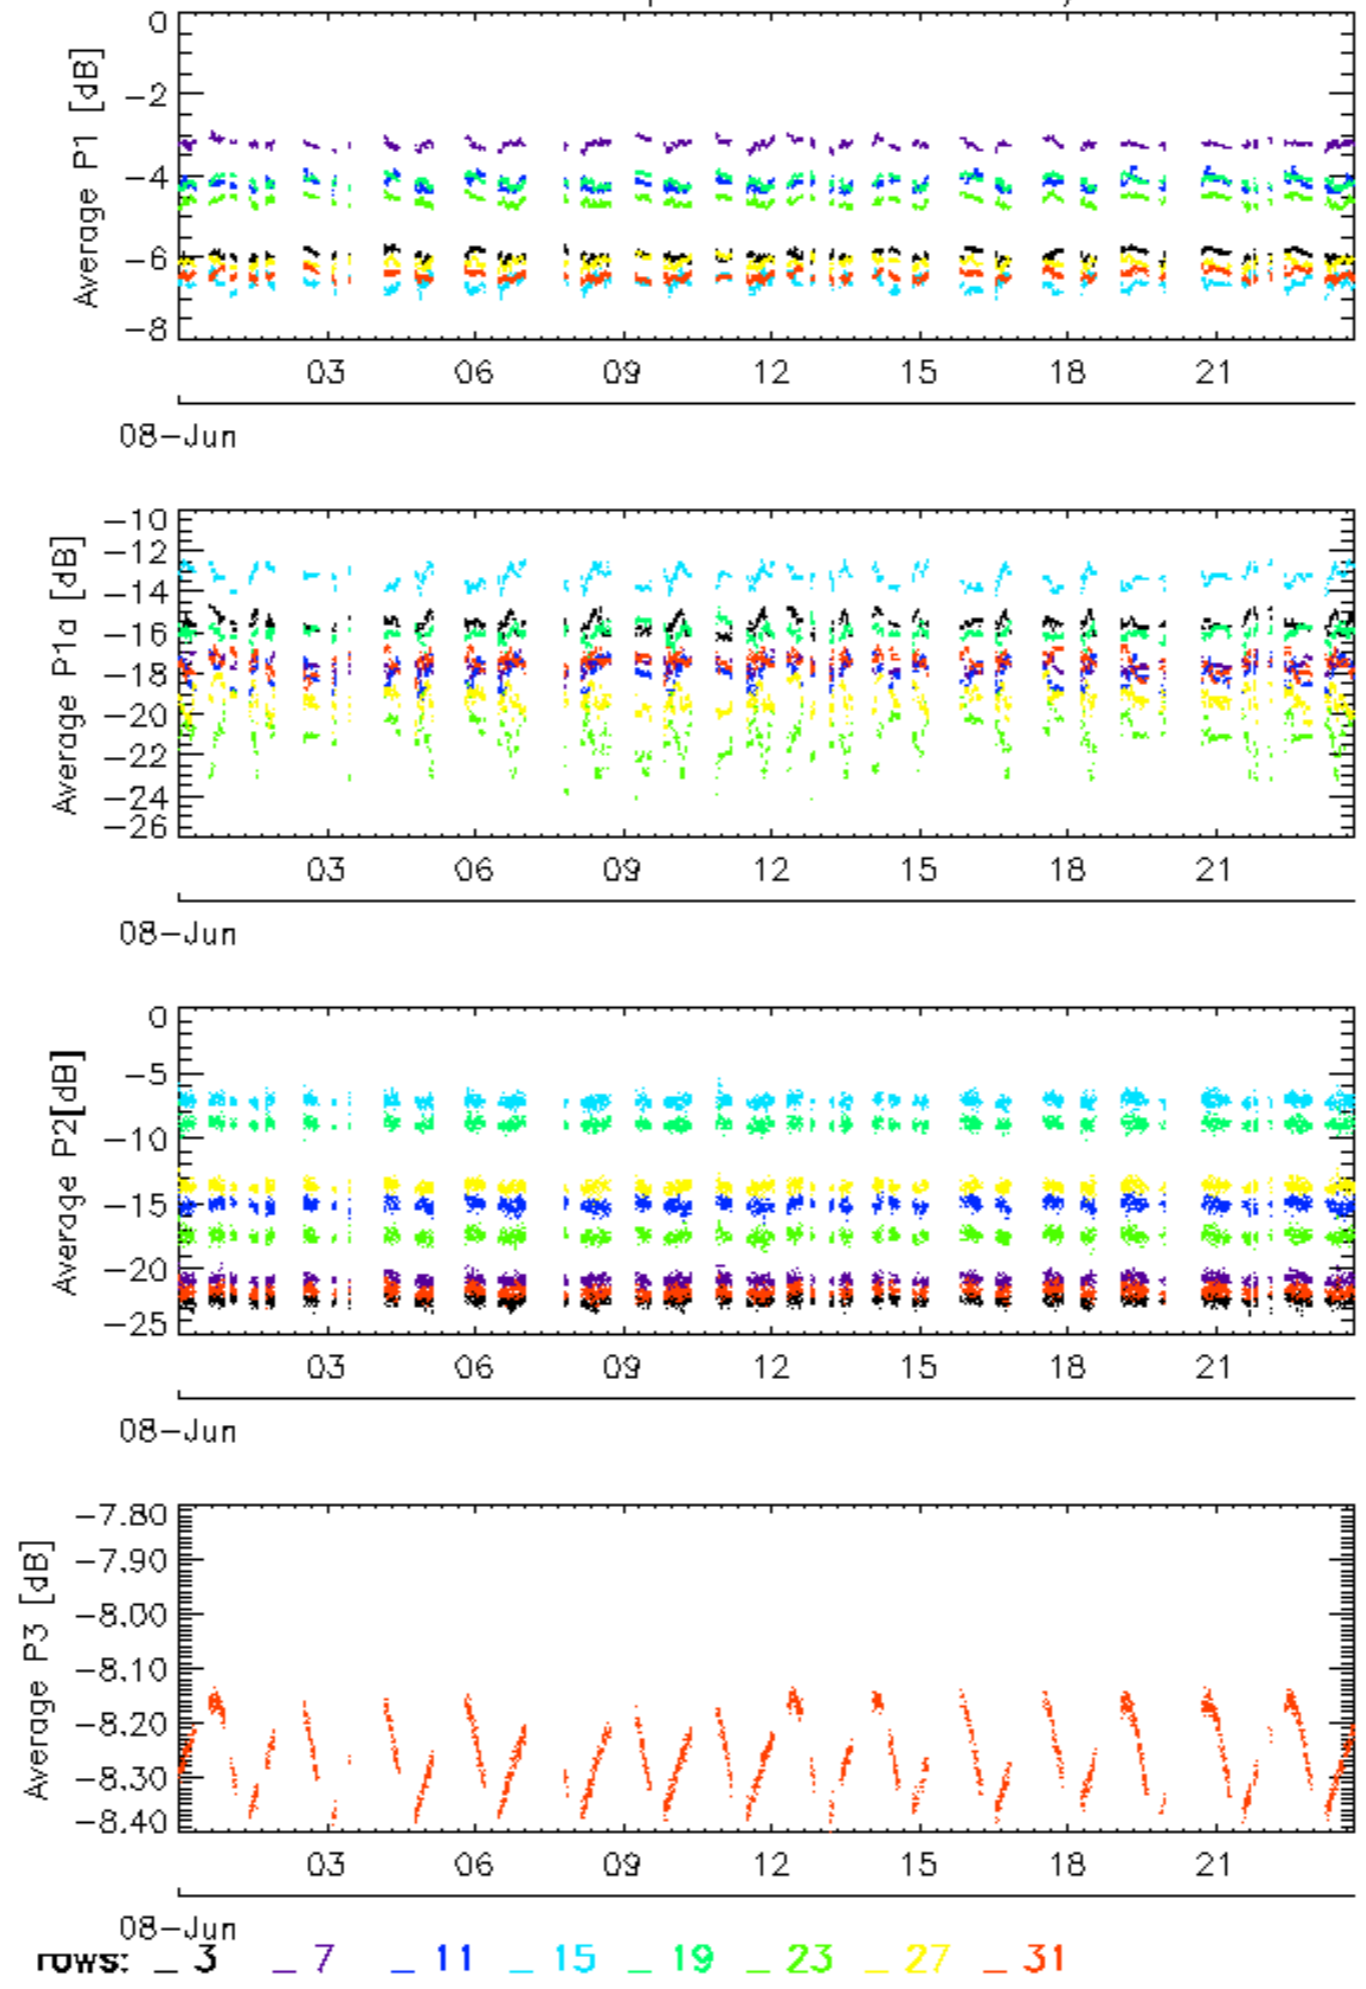 Average P1 [dB]
0
−2
−4
−6
−8
03 06 09 12 15 18 21
08−Jun
Average P1a [dB]
−10
−12
−14
−16
−18
−20
−22
−24
−26
03 06 09 12 15 18 21
08−Jun
Average P2[dB]
0
−5
−10
−15
−20
−25
03 06 09 12 15 18 21
08−Jun
Average P3 [dB]
−7.80
−7.90
−8.00
−8.10
−8.20
−8.30
−8.40
03 06 09 12 15 18 21
08−Jun
rows: _ 3 _ 7 _ 11 _ 15 _ 19 _ 23 _ 27 _ 31